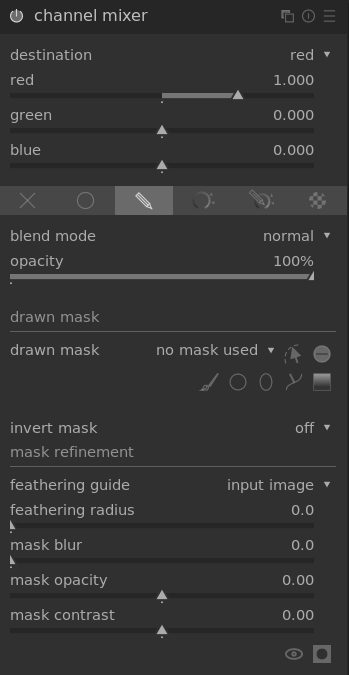 channel mixer
destination red
red 1.000
green 0.000
blue 0.000
blend mode normal
opacity 100%
drawn mask
drawn mask no mask used
invert mask off
mask refinement
feathering guide input image
feathering radius 0.0
mask blur 0.0
mask opacity 0.00
mask contrast 0.00